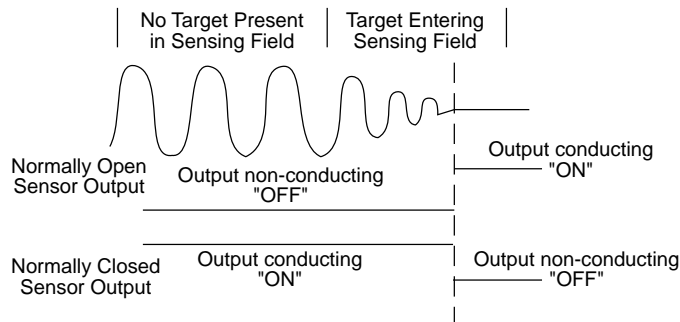 No Target Present
in Sensing Field
Target Entering
Sensing Field
Normally Open
Sensor Output
Output non-conducting
"OFF"
Output conducting
"ON"
Normally Closed
Sensor Output
Output conducting
"ON"
Output non-conducting
"OFF"